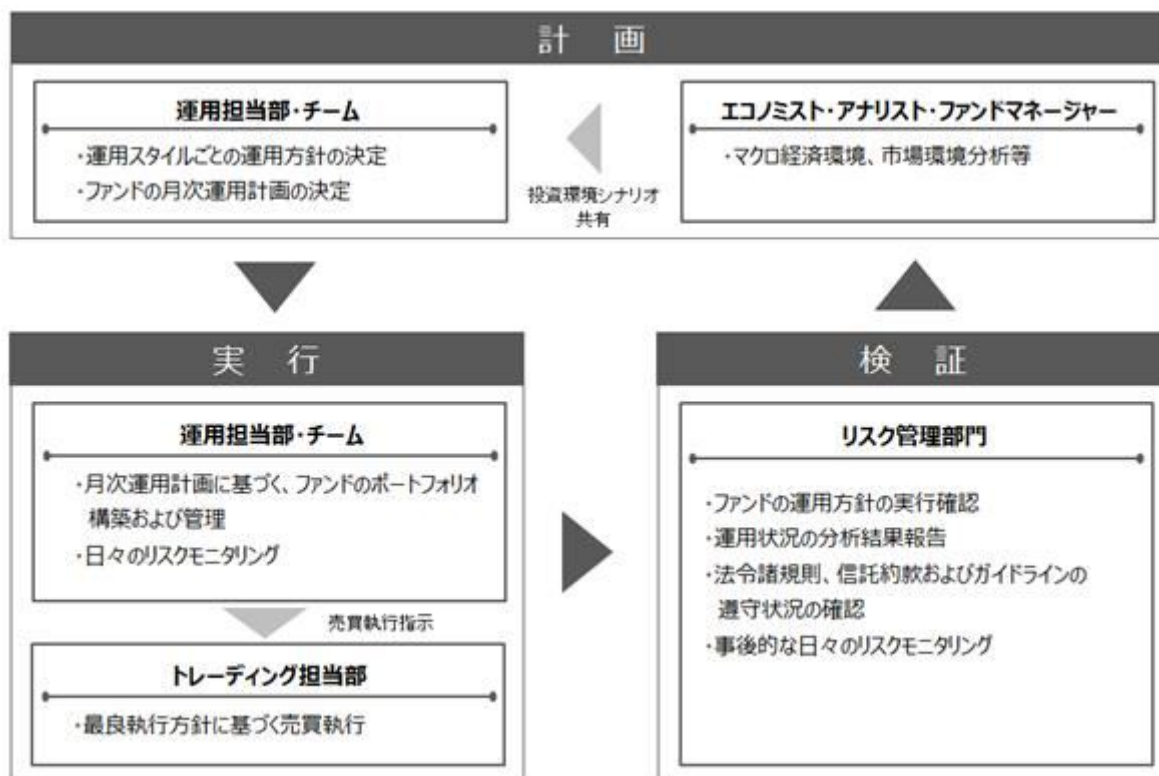 計 画
運用担当部・チーム
・運用スタイルごとの運用方針の決定
・ファンドの月次運用計画の決定
投資環境シナリオ
共有
エコノミスト・アナリスト・ファンドマネージャー
・マクロ経済環境、市場環境分析等
実 行
運用担当部・チーム
・月次運用計画に基づく、ファンドのポートフォリオ
構築および管理
・日々のリスクモニタリング
売買執行指示
トレーディング担当部
・最良執行方針に基づく売買執行
検 証
リスク管理部門
・ファンドの運用方針の実行確認
・運用状況の分析結果報告
・法令諸規則、信託約款およびガイドラインの
遵守状況の確認
・事後的な日々のリスクモニタリング